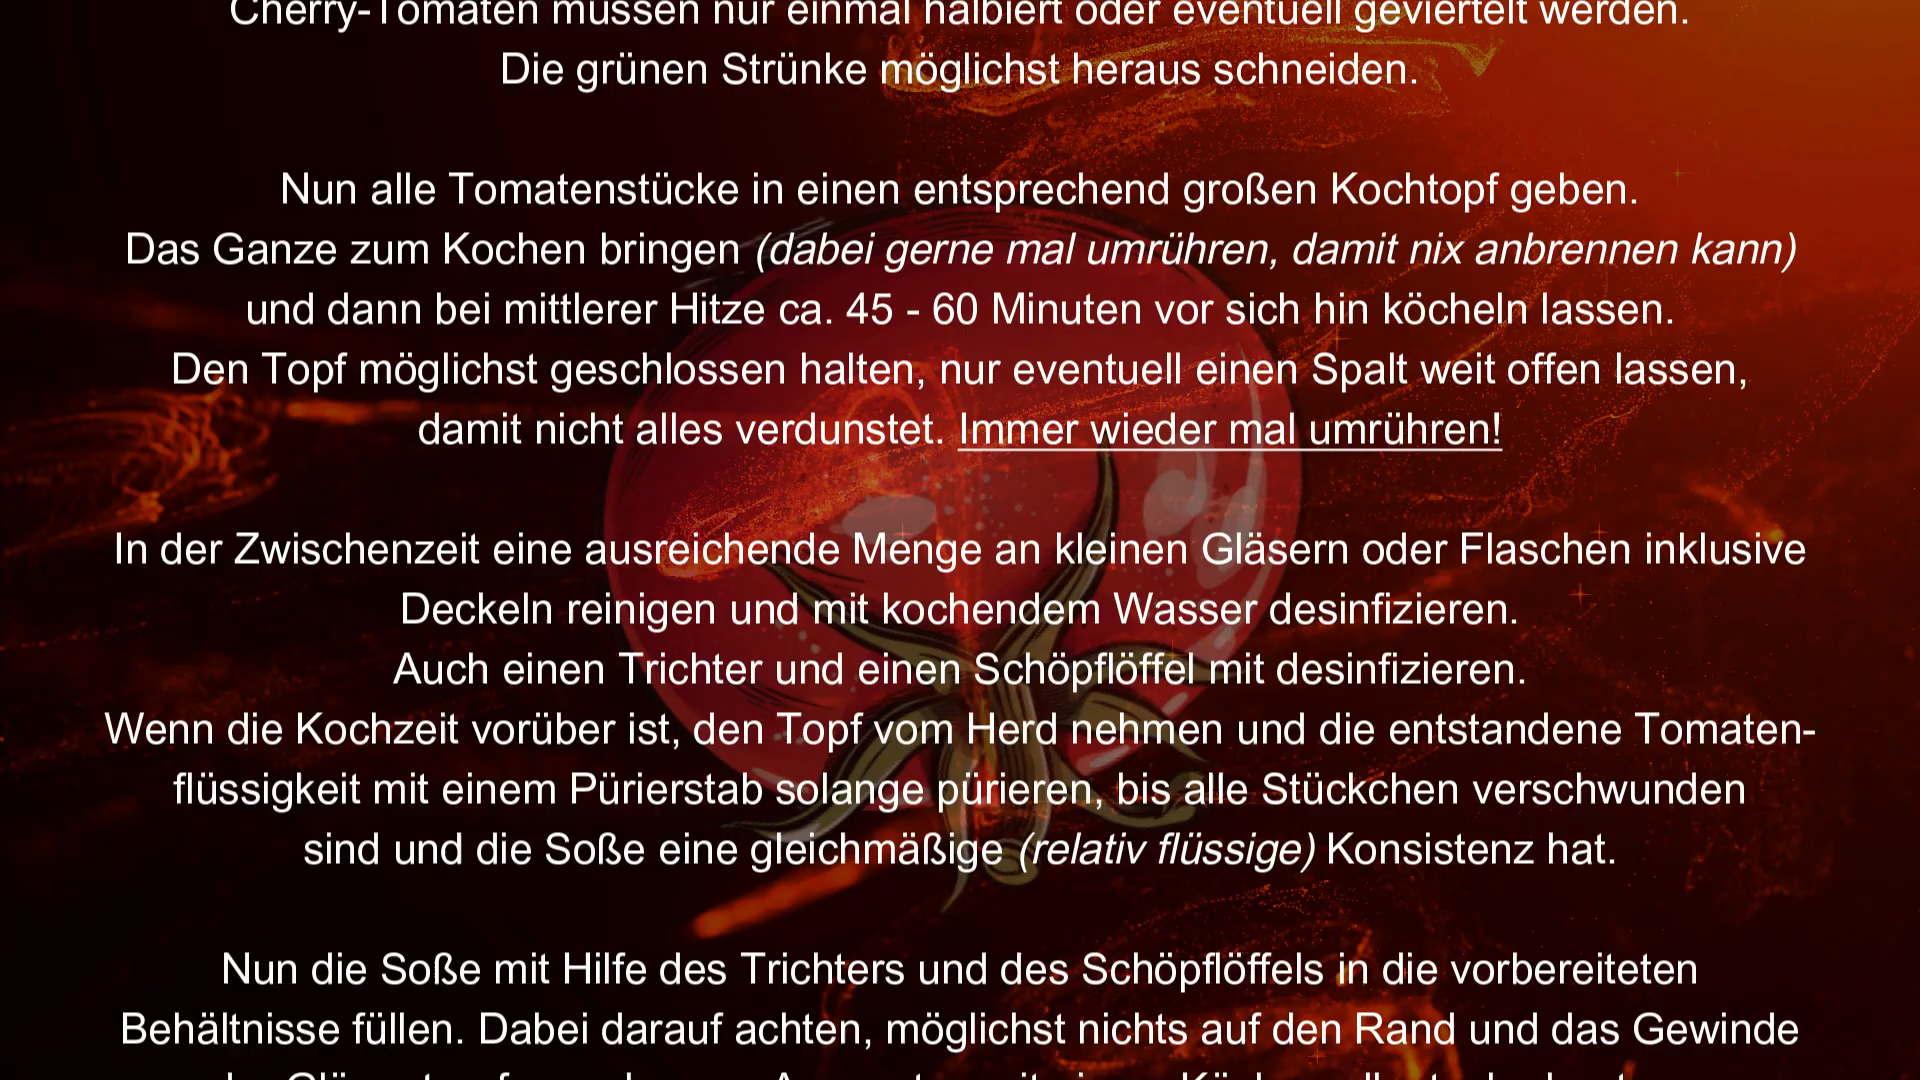 Cherry-Tomaten müssen nur einmal halbiert oder eventuell geviertelt werden.
Die grünen Strünke möglichst heraus schneiden.
Nun alle Tomatenstücke in einen entsprechend großen Kochtopf geben.
Das Ganze zum Kochen bringen (dabei gerne mal umrühren, damit nix anbrennen kann)
und dann bei mittlerer Hitze ca. 45 - 60 Minuten vor sich hin köcheln lassen.
Den Topf möglichst geschlossen halten, nur eventuell einen Spalt weit offen lassen,
damit nicht alles verdunstet. Immer wieder mal umrühren!
In der Zwischenzeit eine ausreichende Menge an kleinen Gläsern oder Flaschen inklusive
Deckeln reinigen und mit kochendem Wasser desinfizieren.
Auch einen Trichter und einen Schöpflöffel mit desinfizieren.
Wenn die Kochzeit vorüber ist, den Topf vom Herd nehmen und die entstandene Tomaten-
flüssigkeit mit einem Pürierstab solange pürieren, bis alle Stückchen verschwunden
sind und die Soße eine gleichmäßige (relativ flüssige) Konsistenz hat.
Nun die Soße mit Hilfe des Trichters und des Schöpflöffels in die vorbereiteten
Behältnisse füllen. Dabei darauf achten, möglichst nichts auf den Rand und das Gewinde